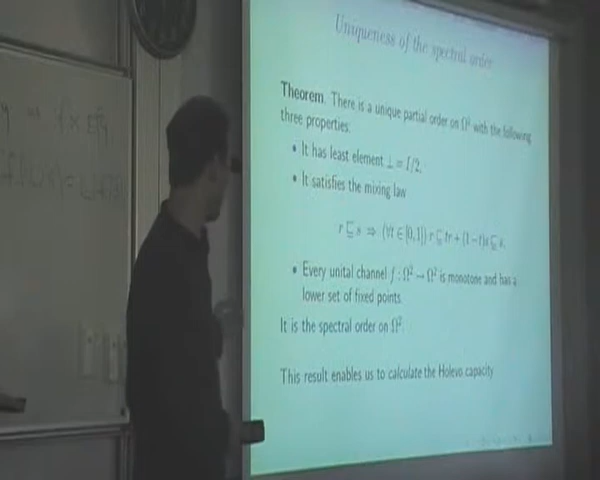 Uniqueness of the spectral order
Theorem. There is a unique partial order on Ω² with the following
three properties:
• It has least element ⊥ = I/2,
• It satisfies the mixing law
r ⊑ s ⇒ (∀t ∈ [0,1]) r ⊑ tr + (1 − t)s ⊑ s,
• Every unital channel f : Ω² → Ω² is monotone and has a
lower set of fixed points.
It is the spectral order on Ω².
This result enables us to calculate the Holevo capacity